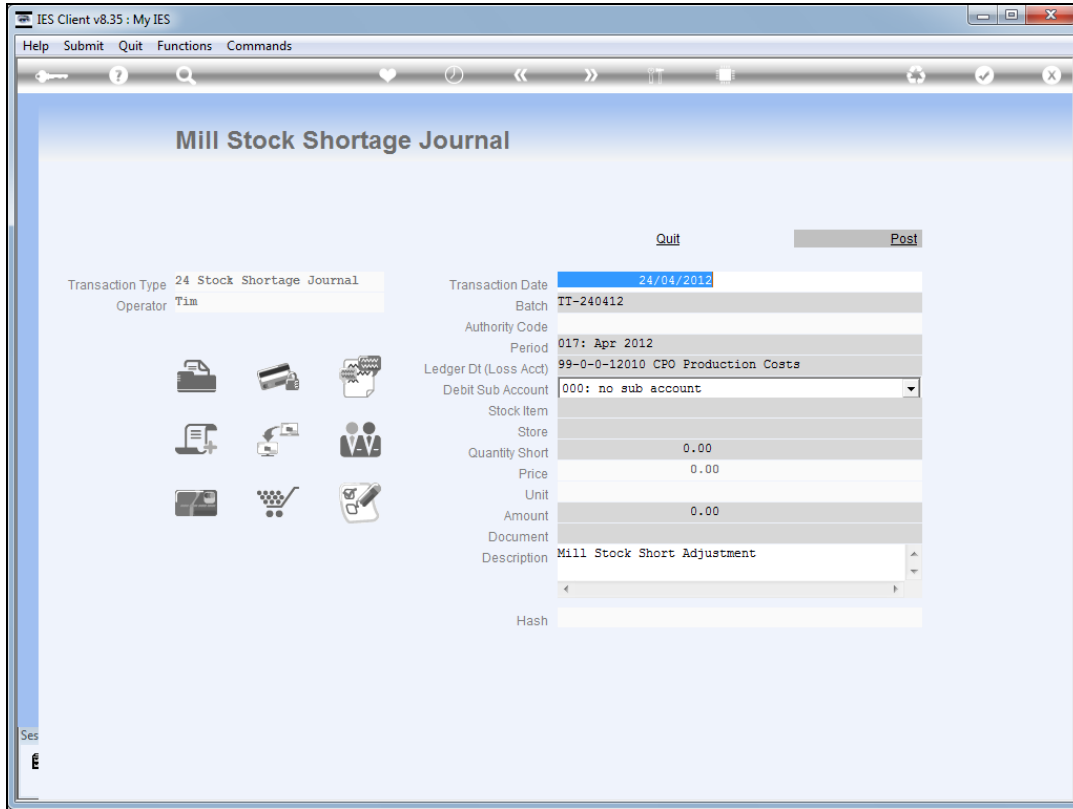 IES Client v8.35 : My IES
Help Submit Quit Functions Commands
Mill Stock Shortage Journal
Quit Post
Transaction Type 24 Stock Shortage Journal
Operator Tim
Transaction Date 24/04/2012
Batch TT-240412
Authority Code
Period 017: Apr 2012
Ledger Dt (Loss Acct) 99-0-0-12010 CPO Production Costs
Debit Sub Account 000: no sub account
Stock Item
Store
Quantity Short 0.00
Price 0.00
Unit
Amount 0.00
Document
Description Mill Stock Short Adjustment
Hash
Ses